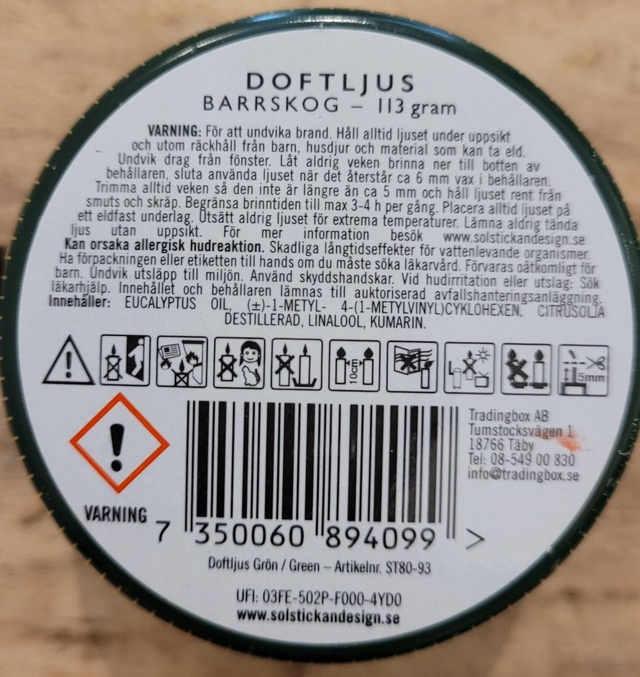 DOFTLJUS
BARRSKOG – 113 gram
VARNING: För att undvika brand. Håll alltid ljuset under uppsikt
och utom räckhåll från barn, husdjur och material som kan ta eld.
Undvik drag från fönster. Låt aldrig veken brinna ner till botten av
behållaren, sluta använda ljuset när det återstår ca 6 mm vax i behållaren.
Trimma alltid veken så den inte är längre än ca 5 mm och håll ljuset rent från
smuts och skräp. Begränsa brinntiden till max 3-4 h per gång. Placera alltid ljuset på
ett eldfast underlag. Utsätt aldrig ljuset för extrema temperaturer. Lämna aldrig tända
ljus utan uppsikt. För mer information besök www.solstickandesign.se
Kan orsaka allergisk hudreaktion. Skadliga långtidseffekter för vattenlevande organismer.
Ha förpackningen eller etiketten till hands om du måste söka läkarvård. Förvaras oåtkomligt för
barn. Undvik utsläpp till miljön. Använd skyddshandskar. Vid hudirritation eller utslag: Sök
läkarhjälp. Innehållet och behållaren lämnas till auktoriserad avfallshanteringsanläggning.
Innehåller: EUCALYPTUS OIL, (±)-1-METYL- 4-(1-METYLVINYL)CYKLOHEXEN, CITRUSOLJA
DESTILLERAD, LINALOOL, KUMARIN.
10cm
5mm
VARNING
7 350060 894099 >
Tradingbox AB
Tumstocksvägen 1
18766 Täby
Tel: 08-549 00 830
info@tradingbox.se
Doftljus Grön / Green – Artikelnr. ST80-93
UFI: 03FE-502P-F000-4YD0
www.solstickandesign.se